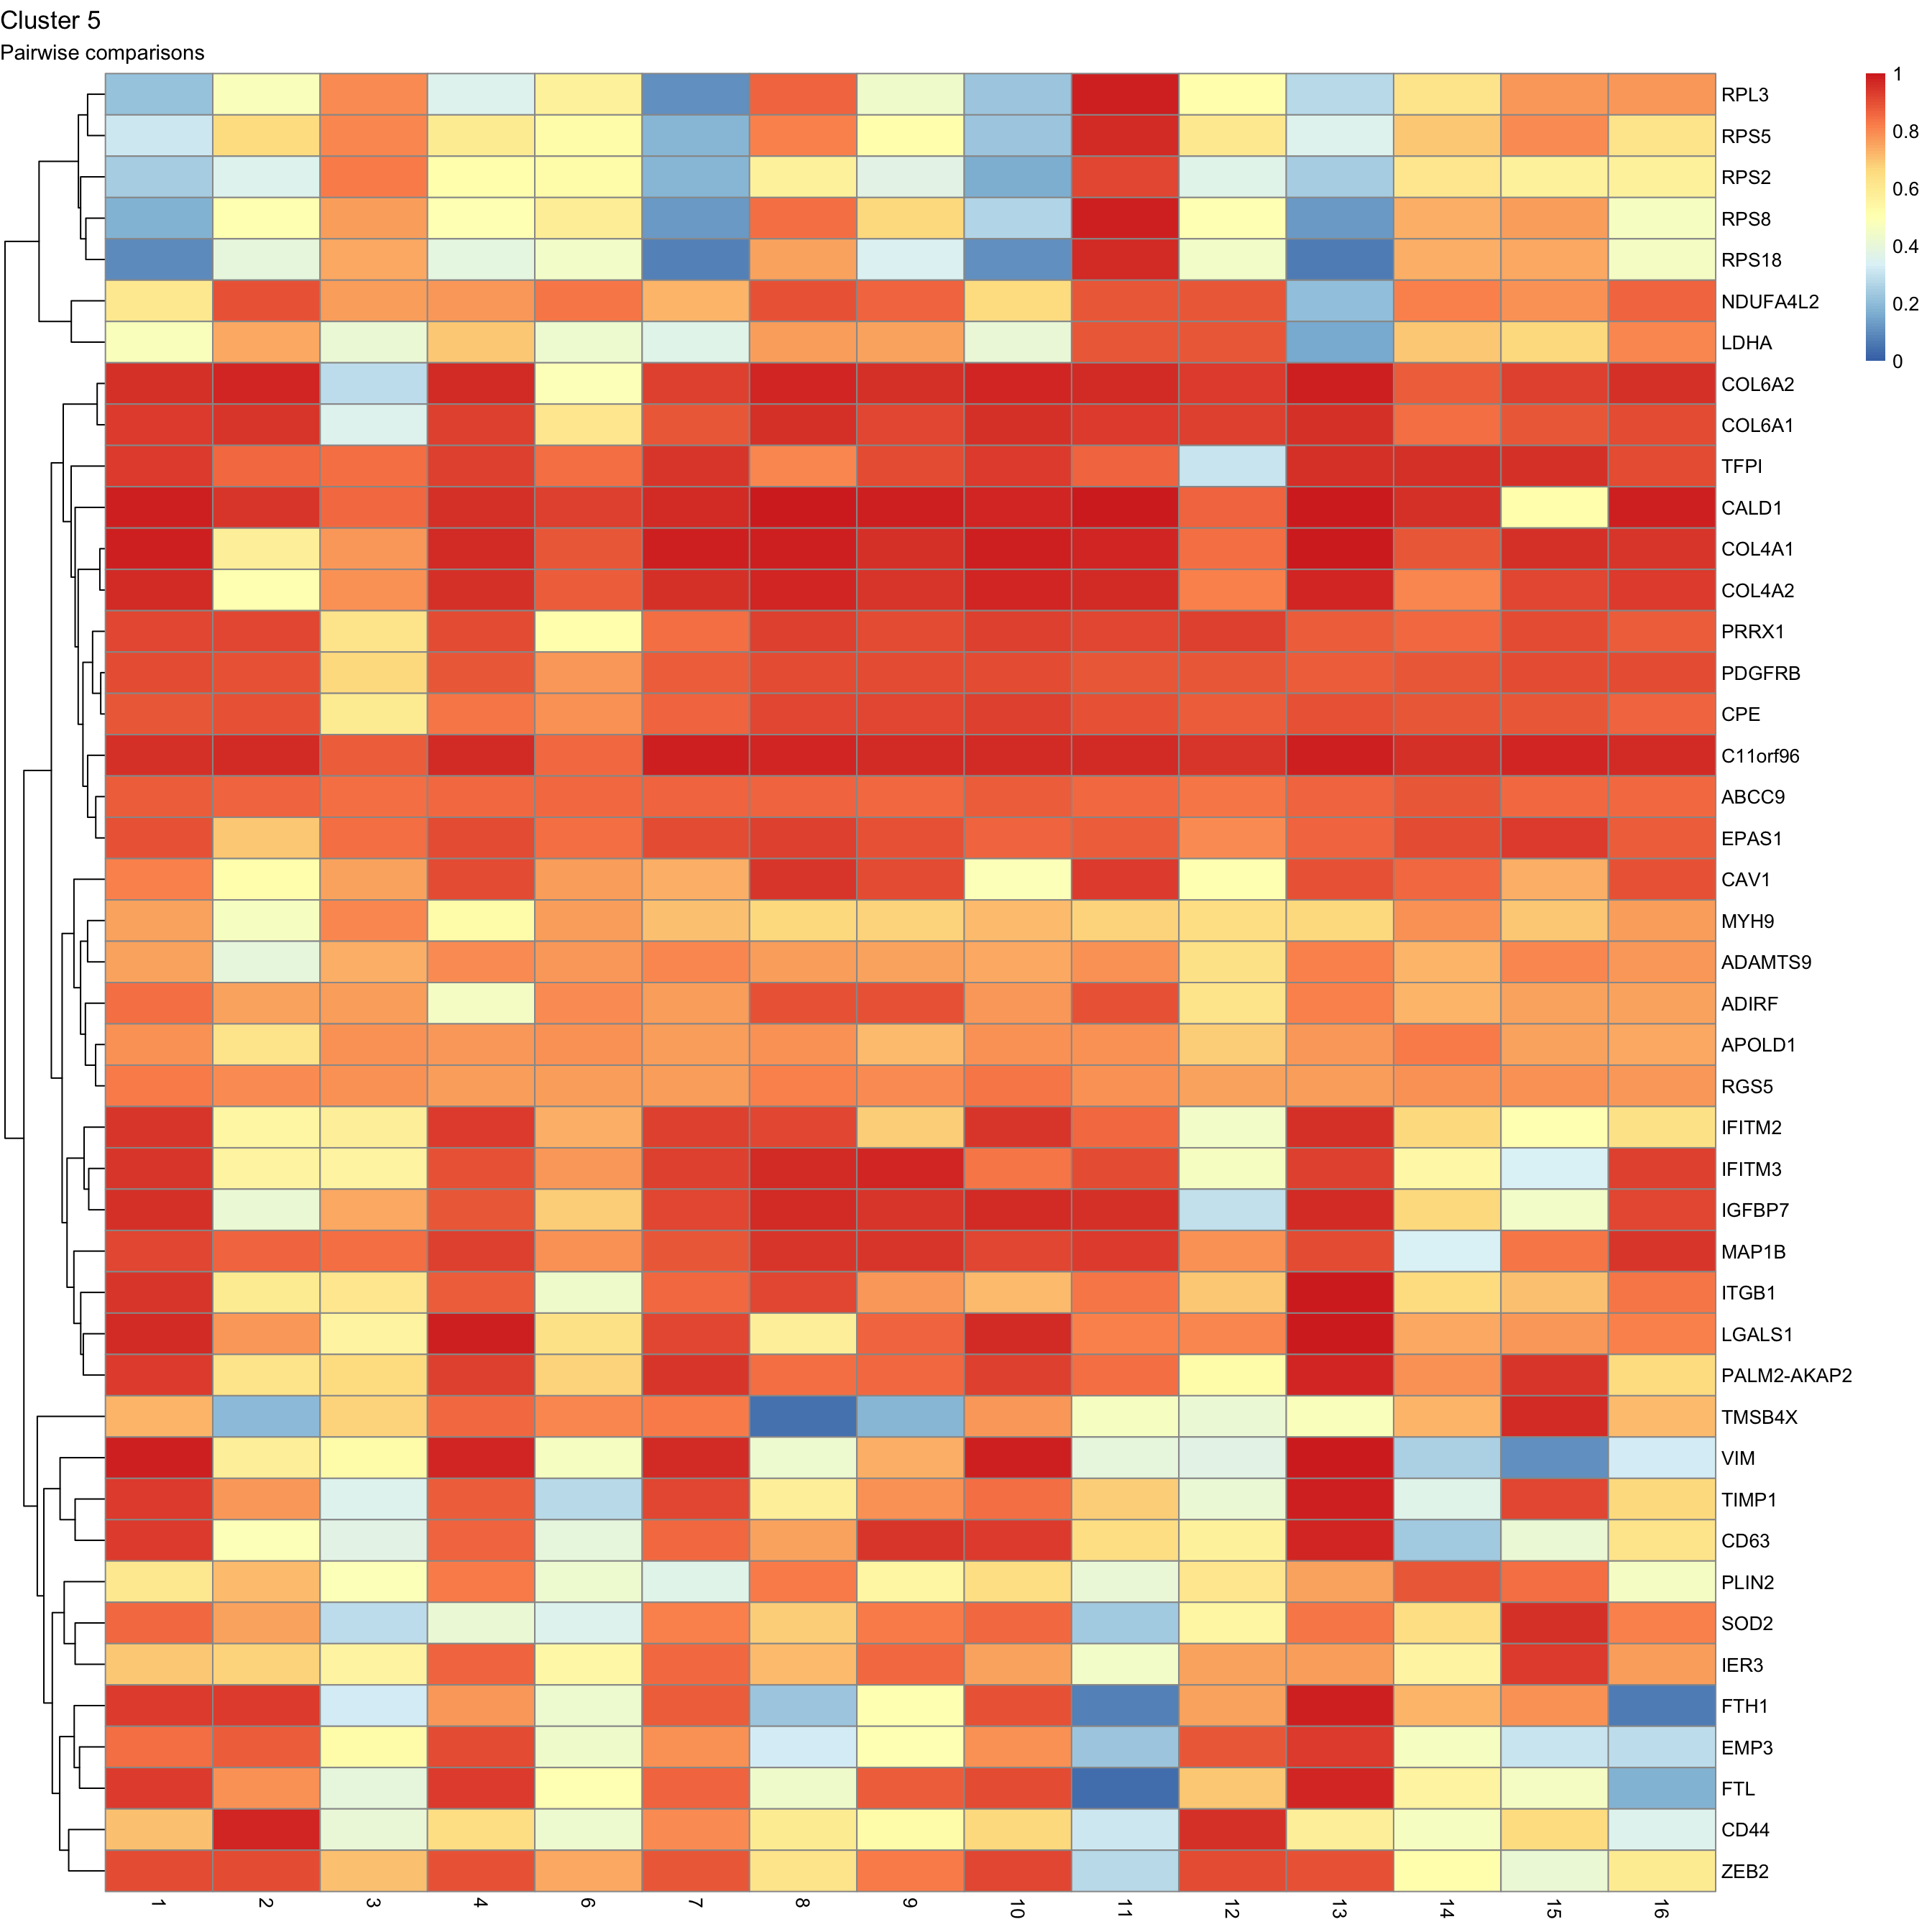 Cluster 5
Pairwise comparisons
RPL3
RPS5
RPS2
RPS8
RPS18
NDUFA4L2
LDHA
COL6A2
COL6A1
TFPI
CALD1
COL4A1
COL4A2
PRRX1
PDGFRB
CPE
C11orf96
ABCC9
EPAS1
CAV1
MYH9
ADAMTS9
ADIRF
APOLD1
RGS5
IFITM2
IFITM3
IGFBP7
MAP1B
ITGB1
LGALS1
PALM2-AKAP2
TMSB4X
VIM
TIMP1
CD63
PLIN2
SOD2
IER3
FTH1
EMP3
FTL
CD44
ZEB2
1
0.8
0.6
0.4
0.2
0
1 2 3 4 6 7 8 9 10 11 12 13 14 15 16